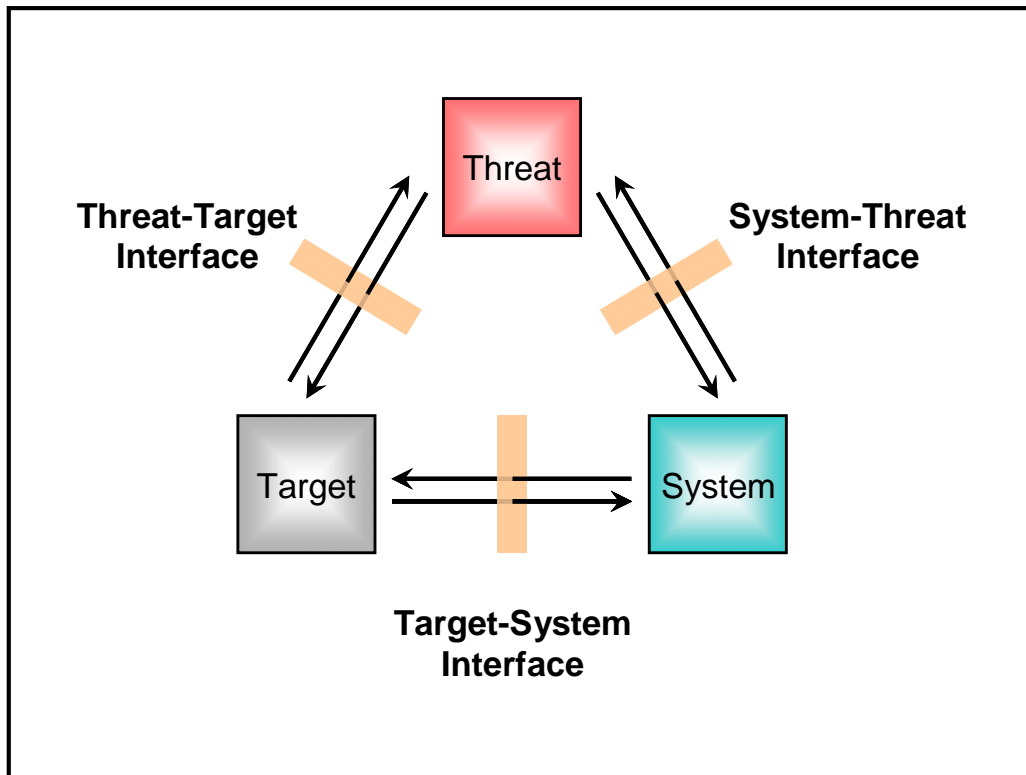 Threat
Threat-Target
Interface
System-Threat
Interface
Target
System
Target-System
Interface